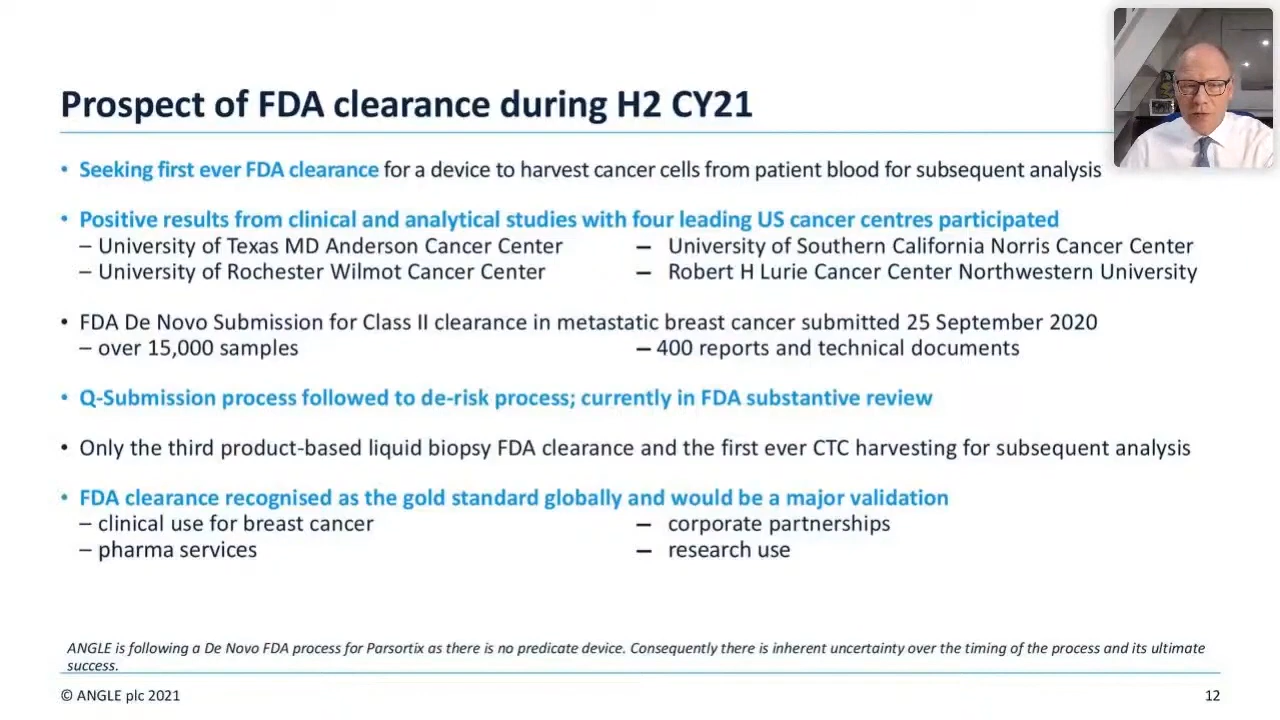 Prospect of FDA clearance during H2 CY21
• Seeking first ever FDA clearance for a device to harvest cancer cells from patient blood for subsequent analysis
• Positive results from clinical and analytical studies with four leading US cancer centres participated
– University of Texas MD Anderson Cancer Center – University of Southern California Norris Cancer Center
– University of Rochester Wilmot Cancer Center – Robert H Lurie Cancer Center Northwestern University
• FDA De Novo Submission for Class II clearance in metastatic breast cancer submitted 25 September 2020
– over 15,000 samples – 400 reports and technical documents
• Q-Submission process followed to de-risk process; currently in FDA substantive review
• Only the third product-based liquid biopsy FDA clearance and the first ever CTC harvesting for subsequent analysis
• FDA clearance recognised as the gold standard globally and would be a major validation
– clinical use for breast cancer – corporate partnerships
– pharma services – research use
ANGLE is following a De Novo FDA process for Parsortix as there is no predicate device. Consequently there is inherent uncertainty over the timing of the process and its ultimate
success.
© ANGLE plc 2021 12